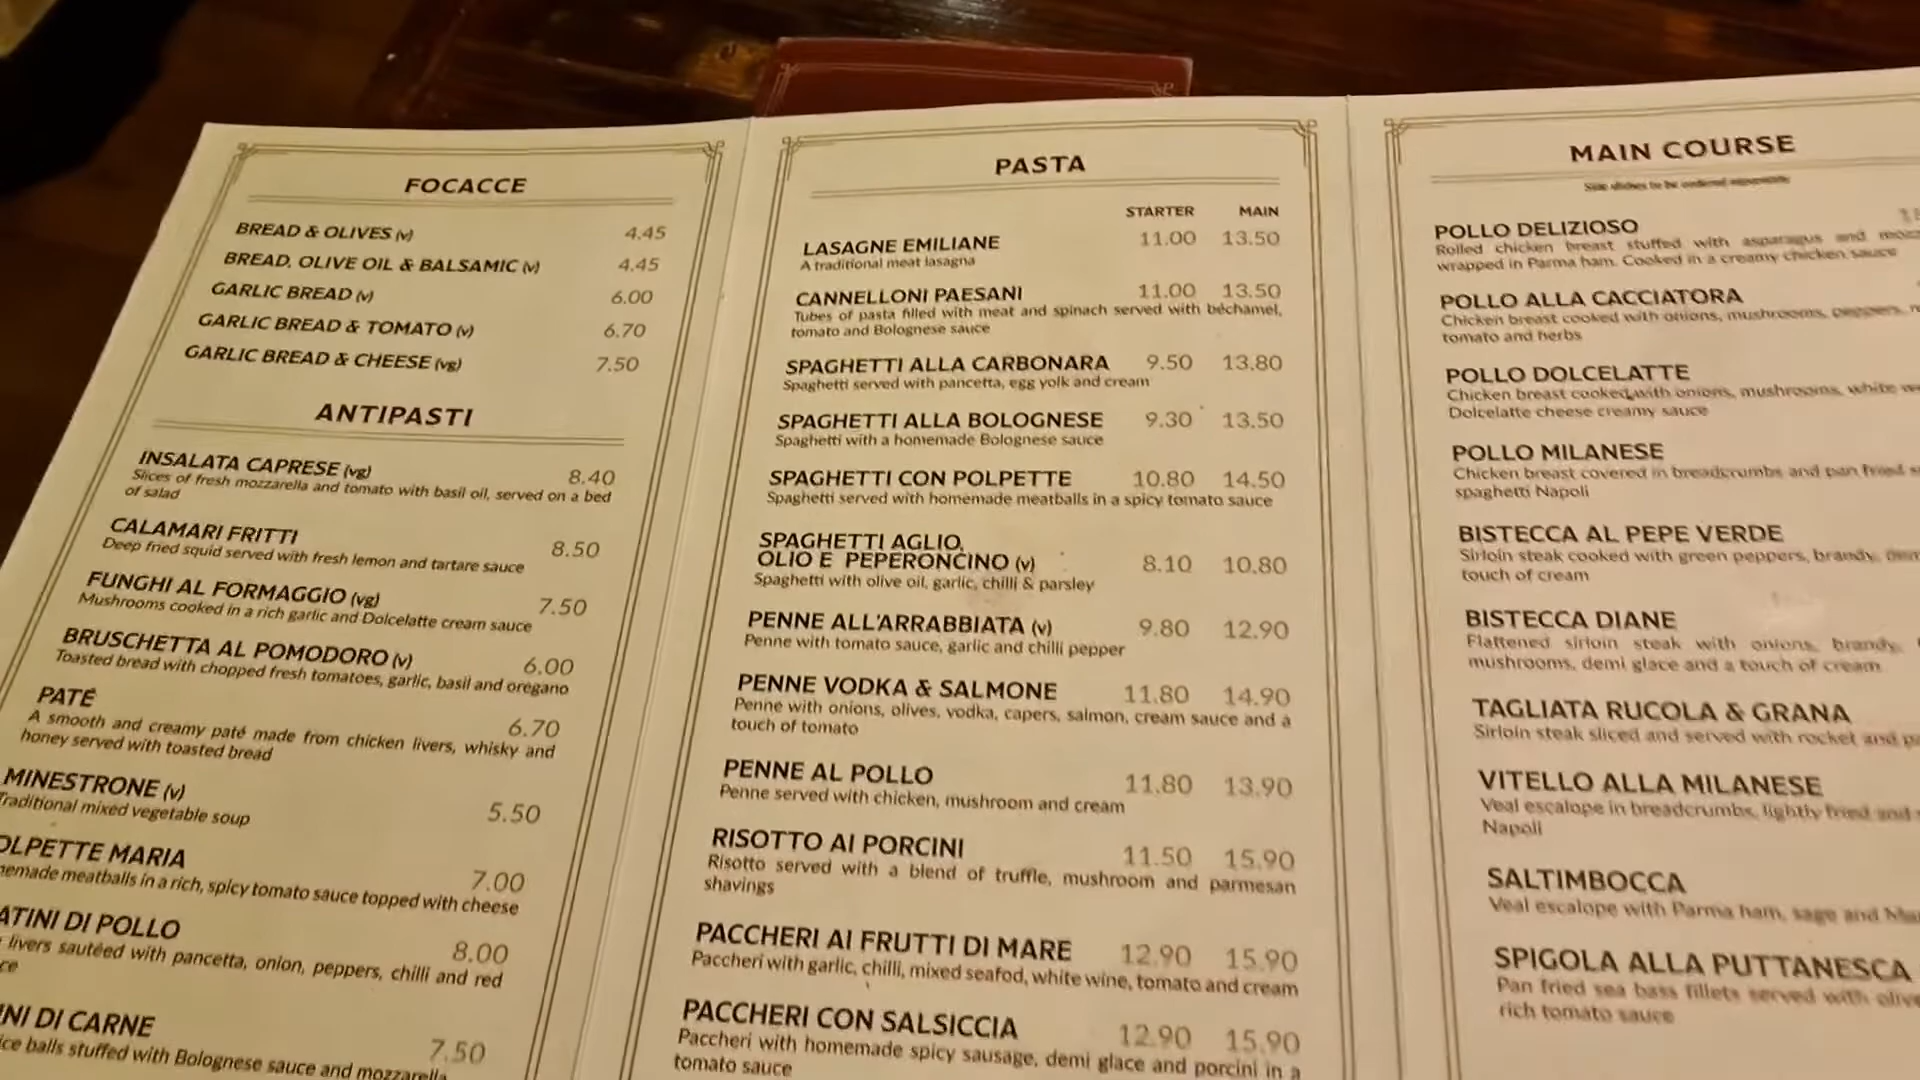 FOCACCE
BREAD & OLIVES (v) 4.45
BREAD, OLIVE OIL & BALSAMIC (v) 4.45
GARLIC BREAD (v) 6.00
GARLIC BREAD & TOMATO (v) 6.70
GARLIC BREAD & CHEESE (vg) 7.50
ANTIPASTI
INSALATA CAPRESE (vg) 8.40
Slices of fresh mozzarella and tomato with basil oil, served on a bed
of salad
CALAMARI FRITTI 8.50
Deep fried squid served with fresh lemon and tartare sauce
FUNGHI AL FORMAGGIO (vg) 7.50
Mushrooms cooked in a rich garlic and Dolcelatte cream sauce
BRUSCHETTA AL POMODORO (v) 6.00
Toasted bread with chopped fresh tomatoes, garlic, basil and oregano
PATÉ 6.70
A smooth and creamy paté made from chicken livers, whisky and
honey served with toasted bread
MINESTRONE (v) 5.50
Traditional mixed vegetable soup
OLPETTE MARIA 7.00
memade meatballs in a rich, spicy tomato sauce topped with cheese
ATINI DI POLLO 8.00
livers sautéed with pancetta, onion, peppers, chilli and red
ce
INI DI CARNE 7.50
ice balls stuffed with Bolognese sauce and mozzarella
PASTA
STARTER MAIN
LASAGNE EMILIANE 11.00 13.50
A traditional meat lasagna
CANNELLONI PAESANI 11.00 13.50
Tubes of pasta filled with meat and spinach served with béchamel,
tomato and Bolognese sauce
SPAGHETTI ALLA CARBONARA 9.50 13.80
Spaghetti served with pancetta, egg yolk and cream
SPAGHETTI ALLA BOLOGNESE 9.30 13.50
Spaghetti with a homemade Bolognese sauce
SPAGHETTI CON POLPETTE 10.80 14.50
Spaghetti served with homemade meatballs in a spicy tomato sauce
SPAGHETTI AGLIO,
OLIO E PEPERONCINO (v) 8.10 10.80
Spaghetti with olive oil, garlic, chilli & parsley
PENNE ALL'ARRABBIATA (v) 9.80 12.90
Penne with tomato sauce, garlic and chilli pepper
PENNE VODKA & SALMONE 11.80 14.90
Penne with onions, olives, vodka, capers, salmon, cream sauce and a
touch of tomato
PENNE AL POLLO 11.80 13.90
Penne served with chicken, mushroom and cream
RISOTTO AI PORCINI 11.50 15.90
Risotto served with a blend of truffle, mushroom and parmesan
shavings
PACCHERI AI FRUTTI DI MARE 12.90 15.90
Paccheri with garlic, chilli, mixed seafood, white wine, tomato and cream
PACCHERI CON SALSICCIA 12.90 15.90
Paccheri with homemade spicy sausage, demi glace and porcini in a
tomato sauce
MAIN COURSE
Side dishes to be ordered separately
POLLO DELIZIOSO
Rolled chicken breast stuffed with asparagus and
wrapped in Parma ham. Cooked in a creamy chicken sauce
POLLO ALLA CACCIATORA
Chicken breast cooked with onions, mushrooms, peppers,
tomato and herbs
POLLO DOLCELATTE
Chicken breast cooked with onions, mushrooms, white
Dolcelatte cheese creamy sauce
POLLO MILANESE
Chicken breast covered in breadcrumbs and pan fried
spaghetti Napoli
BISTECCA AL PEPE VERDE
Sirloin steak cooked with green peppers, brandy,
touch of cream
BISTECCA DIANE
Flattened sirloin steak with onions, brandy,
mushrooms, demi glace and a touch of cream
TAGLIATA RUCOLA & GRANA
Sirloin steak sliced and served with rocket and
VITELLO ALLA MILANESE
Veal escalope in breadcrumbs, lightly fried and
Napoli
SALTIMBOCCA
Veal escalope with Parma ham, sage and
SPIGOLA ALLA PUTTANESCA
Pan fried sea bass fillets served with
rich tomato sauce